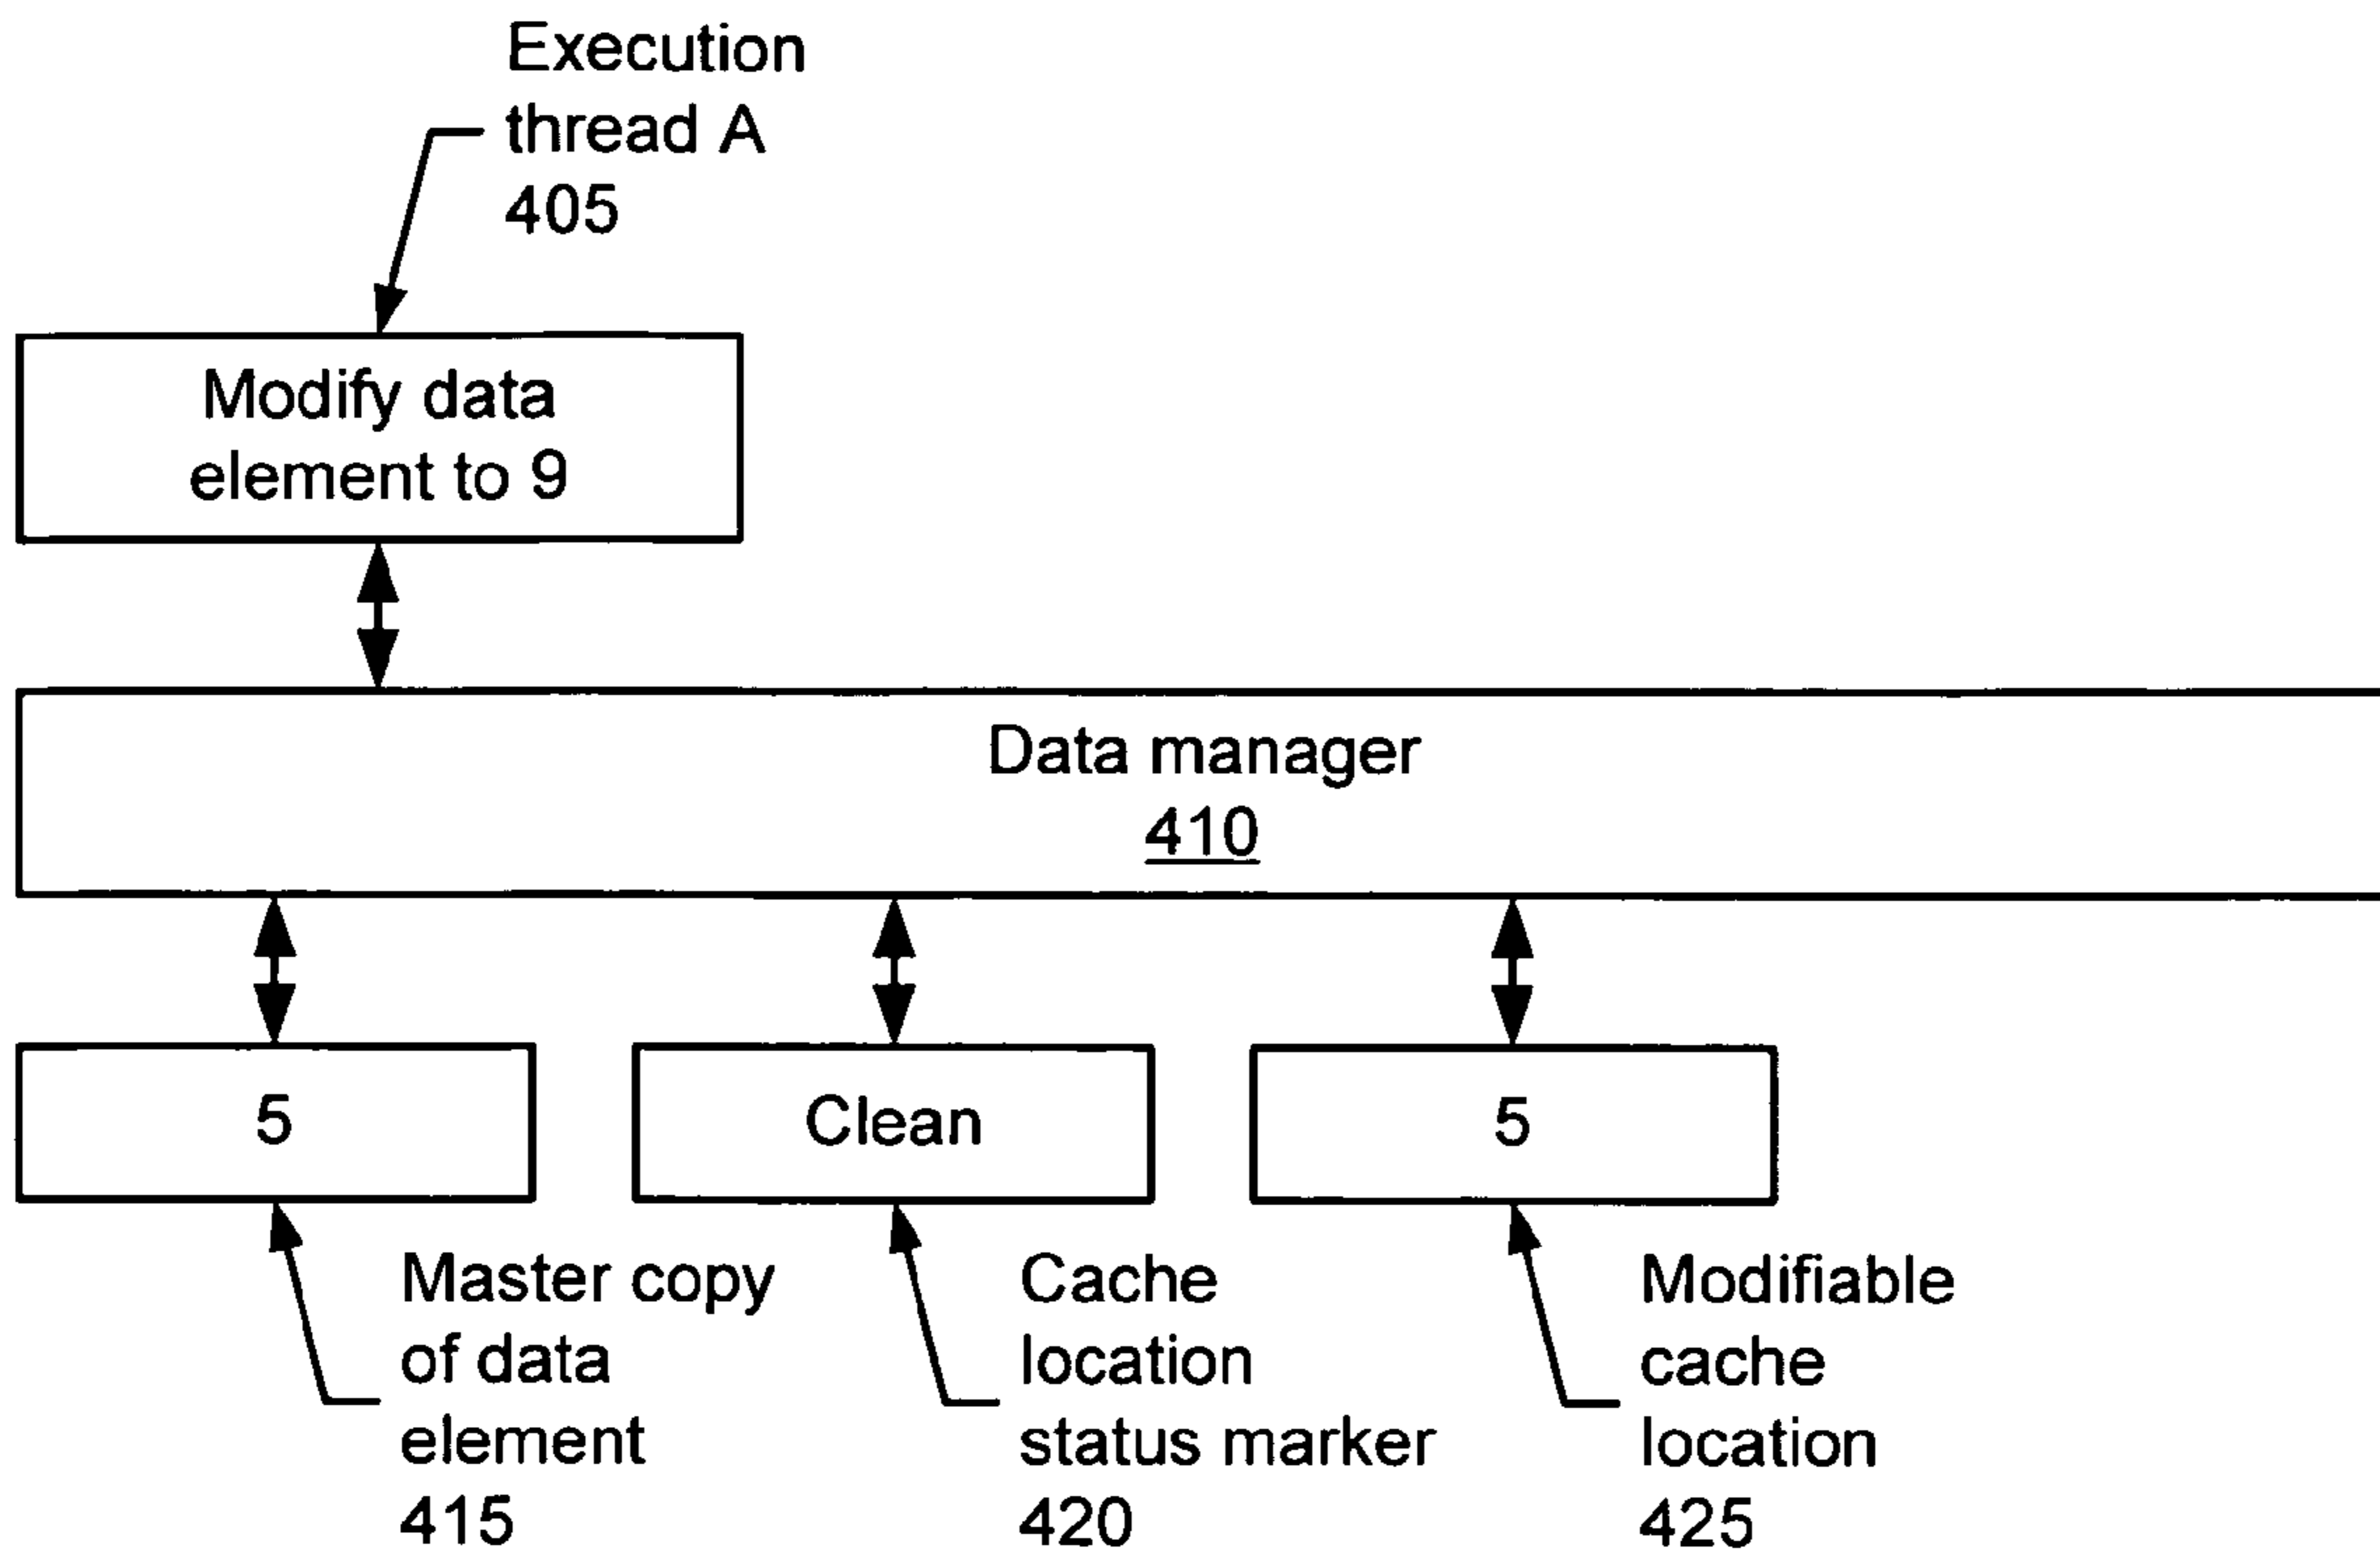 Execution
thread A
405
Modify data
element to 9
Data manager
410
5
Clean
5
Master copy
of data
element
415
Cache
location
status marker
420
Modifiable
cache
location
425